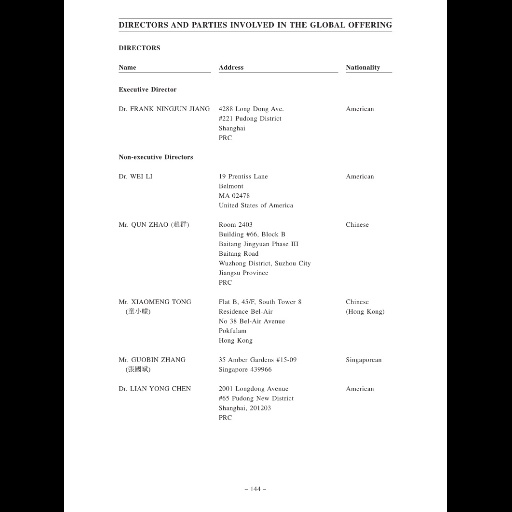 DIRECTORS AND PARTIES INVOLVED IN THE GLOBAL OFFERING
DIRECTORS
Name Address Nationality
Executive Director
Dr. FRANK NINGJUN JIANG 4288 Long Dong Ave. American
#221 Pudong District
Shanghai
PRC
Non-executive Directors
Dr. WEI LI 19 Prentiss Lane American
Belmont
MA 02478
United States of America
Mr. QUN ZHAO (趙群) Room 2403 Chinese
Building #66, Block B
Baitang Jingyuan Phase III
Baitang Road
Wuzhong District, Suzhou City
Jiangsu Province
PRC
Mr. XIAOMENG TONG Flat B, 45/F, South Tower 8 Chinese
(童小幪) Residence Bel-Air (Hong Kong)
No 38 Bel-Air Avenue
Pokfulam
Hong Kong
Mr. GUOBIN ZHANG 35 Amber Gardens #15-09 Singaporean
(張國斌) Singapore 439966
Dr. LIAN YONG CHEN 2001 Longdong Avenue American
#65 Pudong New District
Shanghai, 201203
PRC
– 144 –